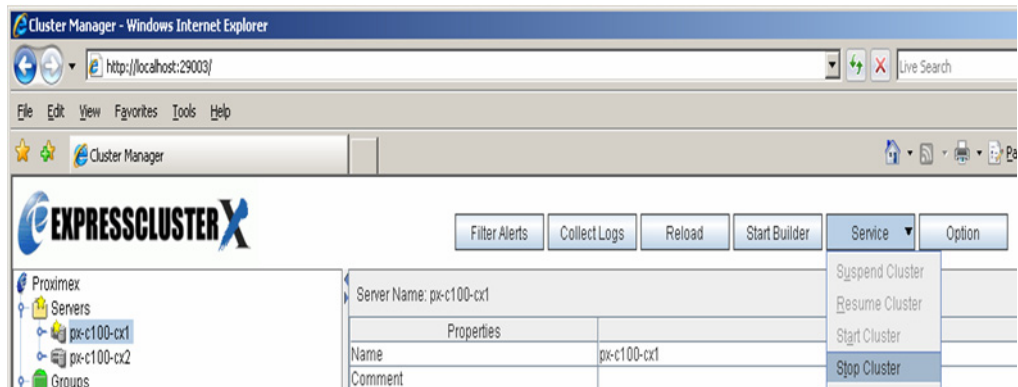 Cluster Manager - Windows Internet Explorer
http://localhost:29003/
Live Search
File Edit View Favorites Tools Help
Cluster Manager
EXPRESSCLUSTER X
Filter Alerts Collect Logs Reload Start Builder Service Option
Suspend Cluster
Resume Cluster
Start Cluster
Stop Cluster
Proximex
Servers
px-c100-cx1
px-c100-cx2
Groups
Server Name: px-c100-cx1
Properties
Name px-c100-cx1
Comment